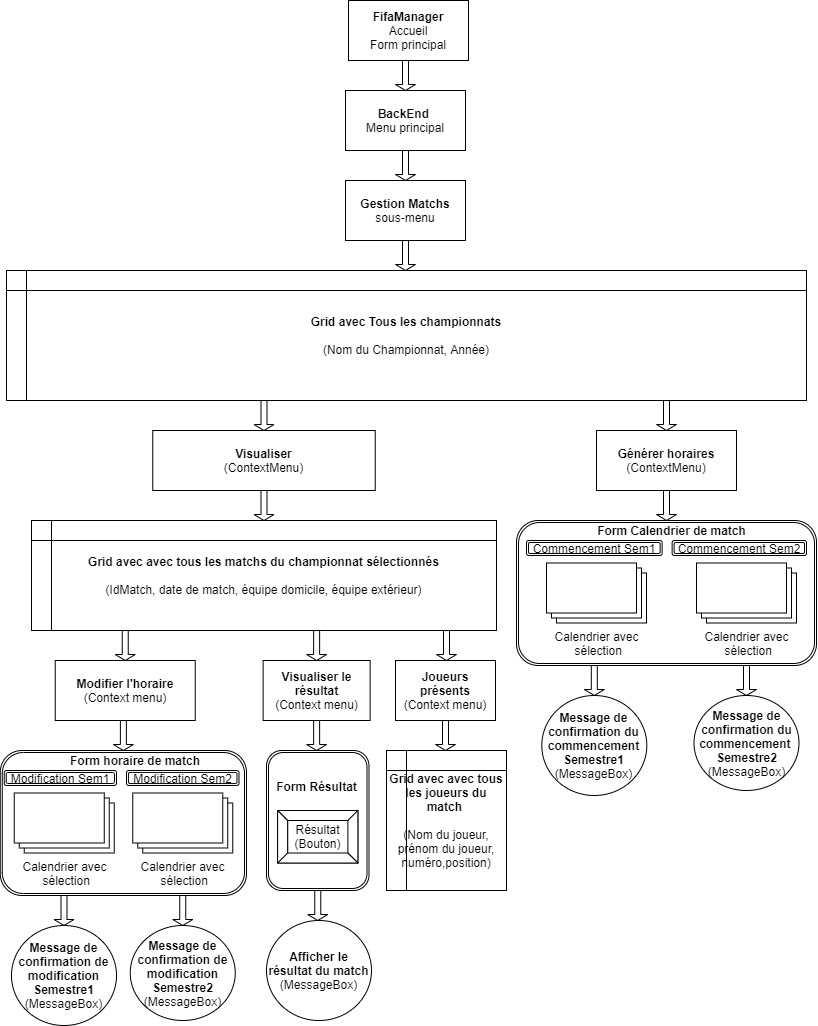 FifaManager
Accueil
Form principal
BackEnd
Menu principal
Gestion Matchs
sous-menu
Grid avec Tous les championnats
(Nom du Championnat, Année)
Visualiser
(ContextMenu)
Générer horaires
(ContextMenu)
Grid avec avec tous les matchs du championnat sélectionnés
(IdMatch, date de match, équipe domicile, équipe extérieur)
Form Calendrier de match
Commencement Sem1
Commencement Sem2
Calendrier avec
sélection
Calendrier avec
sélection
Modifier l'horaire
(Context menu)
Visualiser le
résultat
(Context menu)
Joueurs
présents
(Context menu)
Message de
confirmation du
commencement
Semestre1
(MessageBox)
Message de
confirmation du
commencement
Semestre2
(MessageBox)
Form horaire de match
Modification Sem1
Modification Sem2
Calendrier avec
sélection
Calendrier avec
sélection
Form Résultat
Résultat
(Bouton)
Grid avec avec tous
les joueurs du
match
(Nom du joueur,
prénom du joueur,
numéro,position)
Message de
confirmation de
modification
Semestre1
(MessageBox)
Message de
confirmation de
modification
Semestre2
(MessageBox)
Afficher le
résultat du match
(MessageBox)